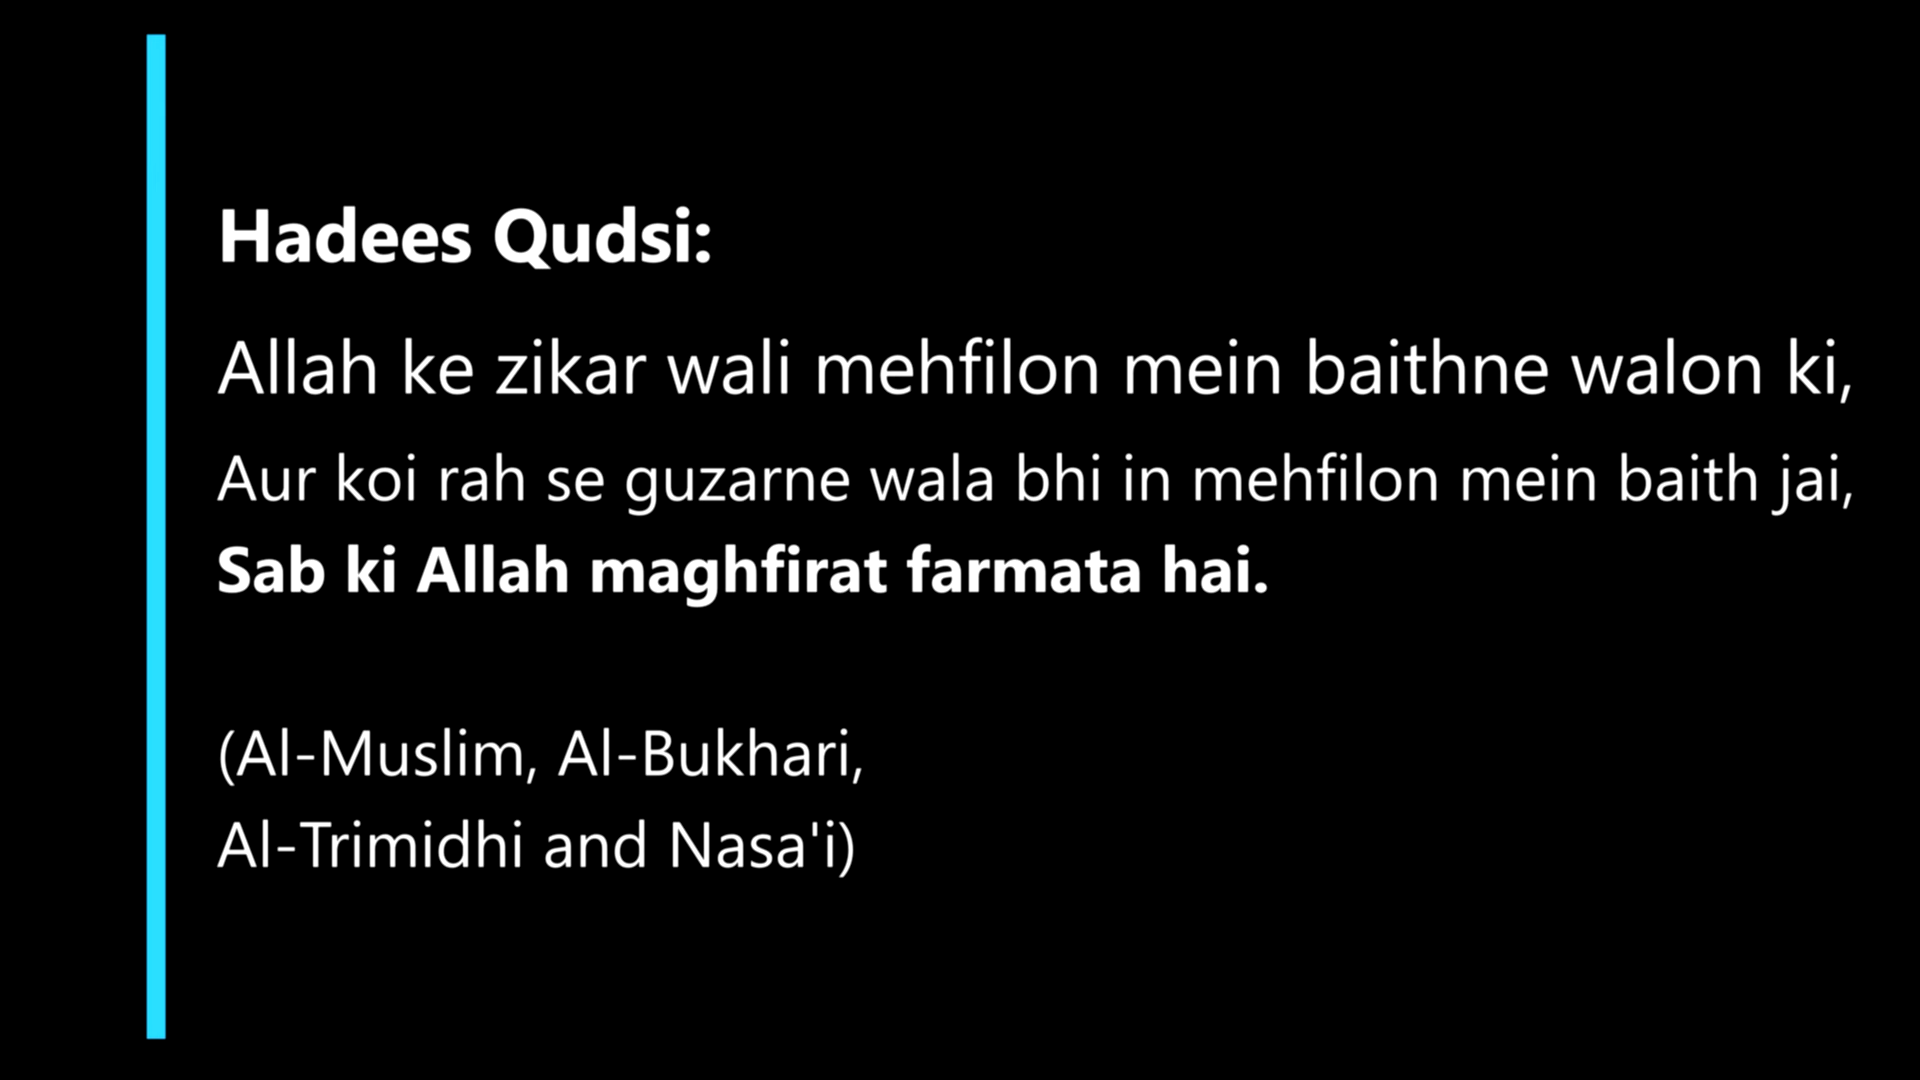 Hadees Qudsi:
Allah ke zikar wali mehfilon mein baithne walon ki,
Aur koi rah se guzarne wala bhi in mehfilon mein baith jai,
Sab ki Allah maghfirat farmata hai.
(Al-Muslim, Al-Bukhari,
Al-Trimidhi and Nasa'i)